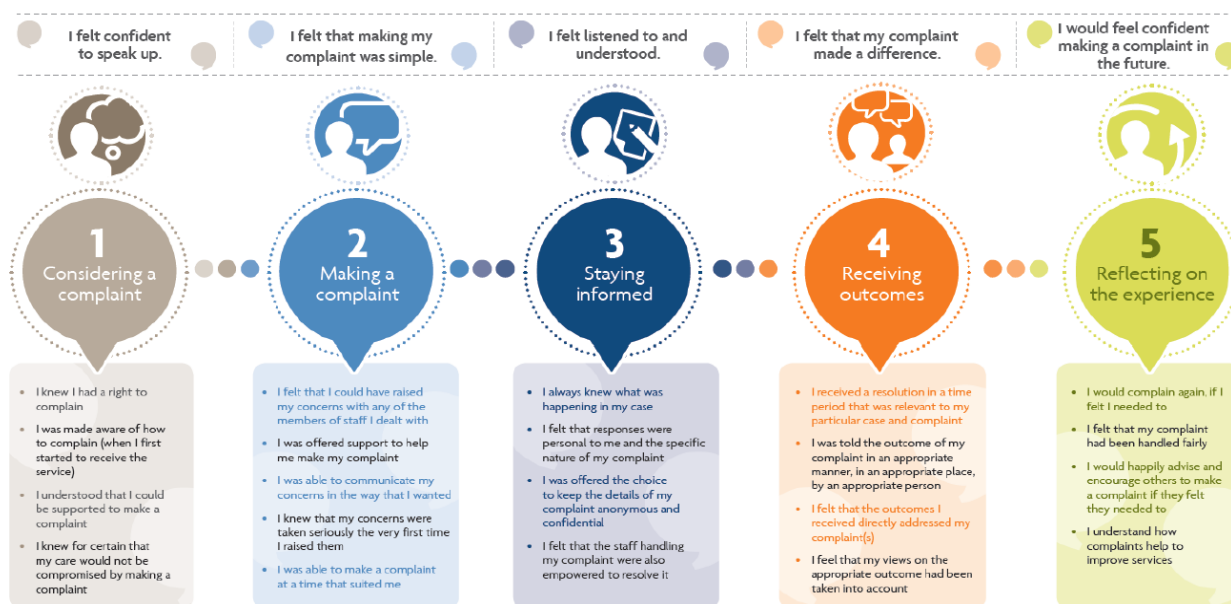 I felt confident
to speak up.
I felt that making my
complaint was simple.
I felt listened to and
understood.
I felt that my complaint
made a difference.
I would feel confident
making a complaint in
the future.
1
Considering a
complaint
2
Making a
complaint
3
Staying
informed
4
Receiving
outcomes
5
Reflecting on
the experience
• I knew I had a right to
complain
• I was made aware of how
to complain (when I first
started to receive the
service)
• I understood that I could
be supported to make a
complaint
• I knew for certain that
my care would not be
compromised by making a
complaint
• I felt that I could have raised
my concerns with any of the
members of staff I dealt with
• I was offered support to help
me make my complaint
• I was able to communicate my
concerns in the way that I wanted
• I knew that my concerns were
taken seriously the very first time
I raised them
• I was able to make a complaint
at a time that suited me
• I always knew what was
happening in my case
• I felt that responses were
personal to me and the specific
nature of my complaint
• I was offered the choice
to keep the details of my
complaint anonymous and
confidential
• I felt that the staff handling
my complaint were also
empowered to resolve it
• I received a resolution in a time
period that was relevant to my
particular case and complaint
• I was told the outcome of my
complaint in an appropriate
manner, in an appropriate place,
by an appropriate person
• I felt that the outcomes I
received directly addressed my
complaint(s)
• I feel that my views on the
appropriate outcome had been
taken into account
• I would complain again, if I
felt I needed to
• I felt that my complaint
had been handled fairly
• I would happily advise and
encourage others to make
a complaint if they felt
they needed to
• I understand how
complaints help to
improve services